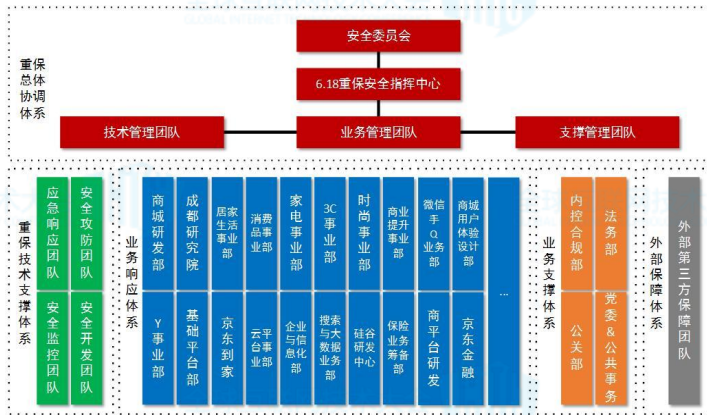 重保
总体
协调
体系
安全委员会
6.18重保安全指挥中心
技术管理团队
业务管理团队
支撑管理团队
重保技术支撑体系
应急响应团队
安全攻防团队
安全监控团队
安全开发团队
业务响应体系
商城研发部
成都研究院
居家生活事业部
消费品事业部
家电事业部
3C事业部
时尚事业部
商业提升事业部
微信手Q业务部
商城用户体验设计部
...
Y事业部
基础平台部
京东到家
云平台事业部
企业与信息化部
搜索与大数据业务部
硅谷研发中心
保险业务筹备部
商平台研发
京东金融
业务支撑体系
内控合规部
法务部
公关部
党委&公共事务
外部保障体系
外部第三方保障团队